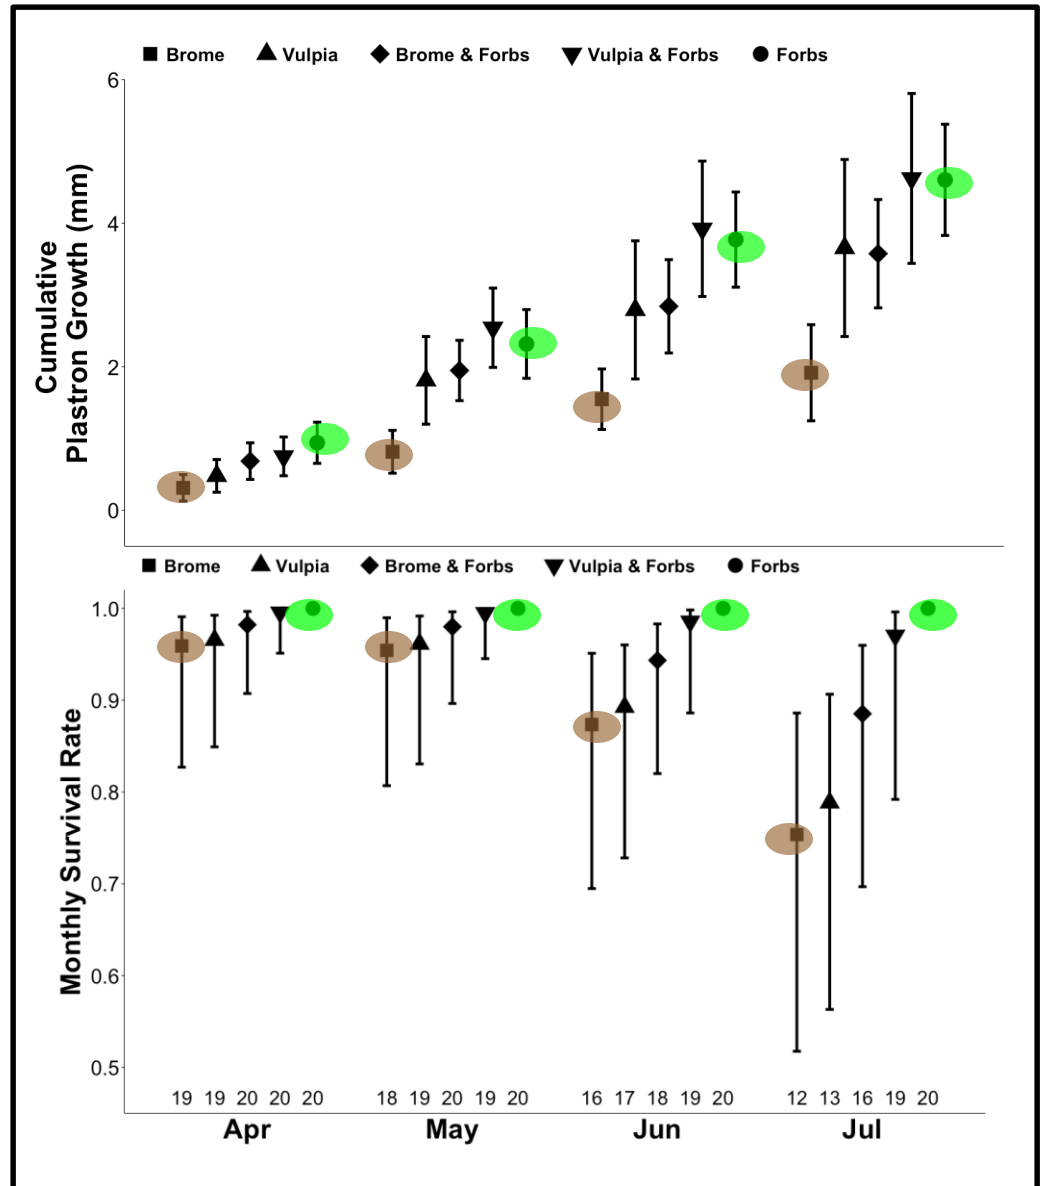 Brome Vulpia Brome & Forbs Vulpia & Forbs Forbs
6
4
2
0
Cumulative
Plastron Growth (mm)
Brome Vulpia Brome & Forbs Vulpia & Forbs Forbs
1.0
0.9
0.8
0.7
0.6
0.5
Monthly Survival Rate
19 19 20 20 20 18 19 20 19 20 16 17 18 19 20 12 13 16 19 20
Apr May Jun Jul